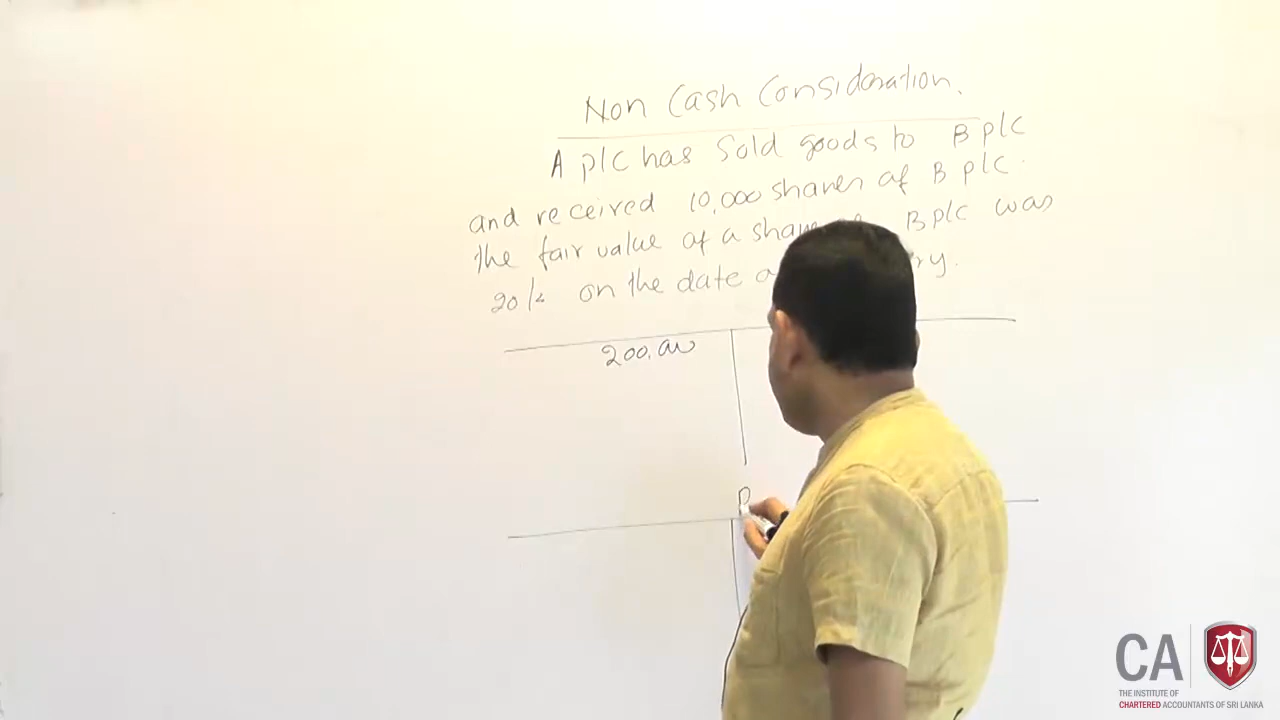 Non Cash Consideration.
A plc has Sold goods to B plc
and received 10,000 shares of B plc.
the fair value of a share B plc was
20/= on the date
200,000
CA
THE INSTITUTE OF
CHARTERED ACCOUNTANTS OF SRI LANKA